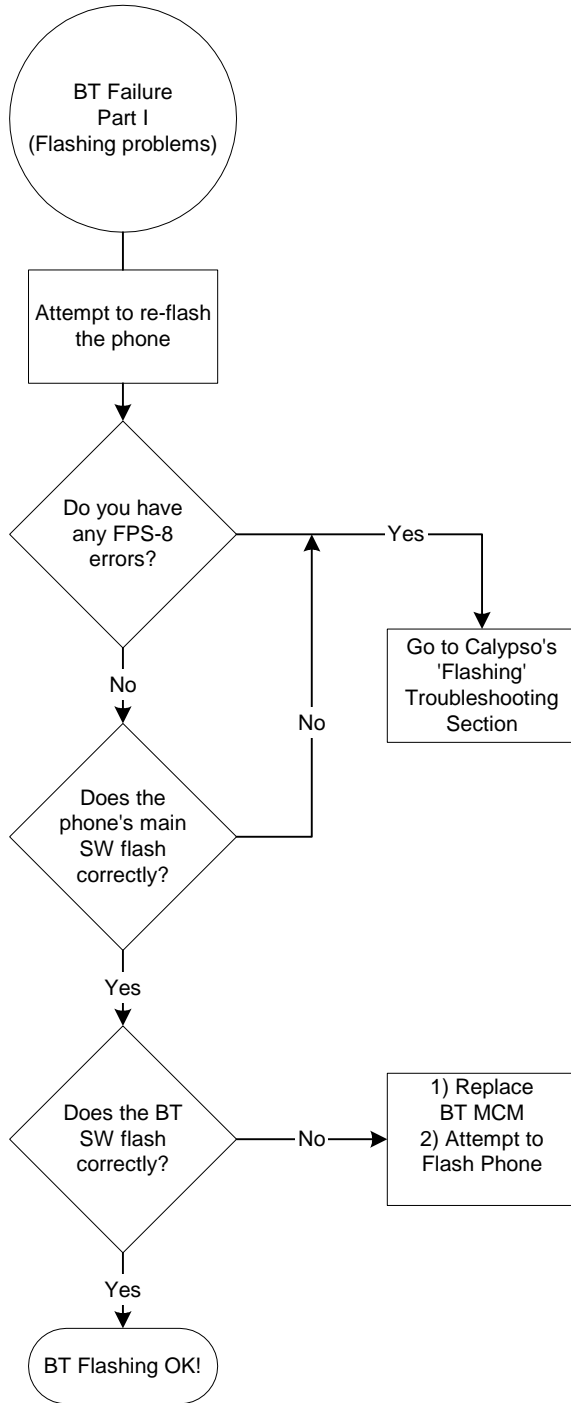 BT Failure
Part I
(Flashing problems)
Attempt to re-flash
the phone
Do you have
any FPS-8
errors?
Yes
Go to Calypso's
'Flashing'
Troubleshooting
Section
No
No
Does the
phone's main
SW flash
correctly?
Yes
Does the BT
SW flash
correctly?
No
1) Replace
BT MCM
2) Attempt to
Flash Phone
Yes
BT Flashing OK!